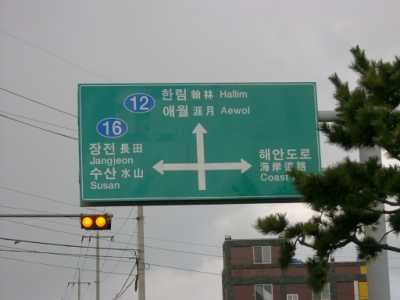 12 한림 翰林 Hallim
애월 涯月 Aewol
16
장전 長田
Jangjeon
수산 水山
Susan
해안도로
海岸道路
Coast